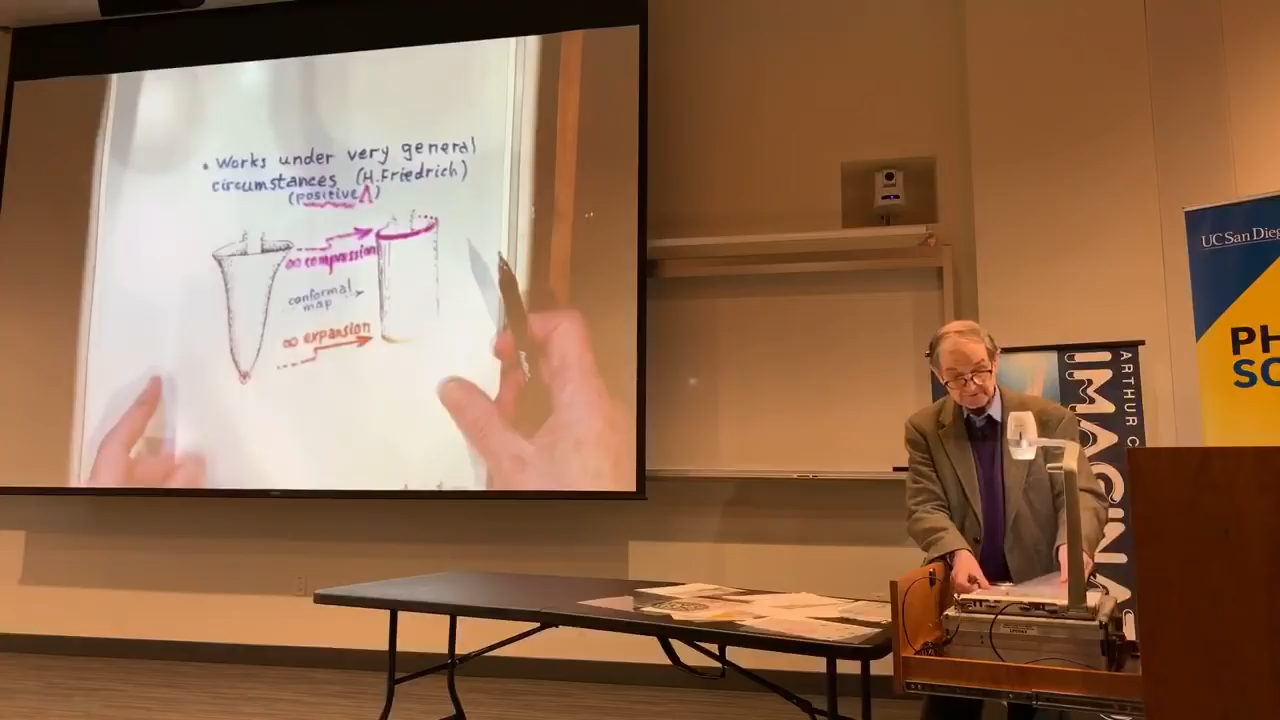 • Works under very general
circumstances (H.Friedrich)
(positive Λ)
∞ compression
conformal
map
∞ expansion
UC San Dieg
PH
SC
ARTHUR C
IMAGINA